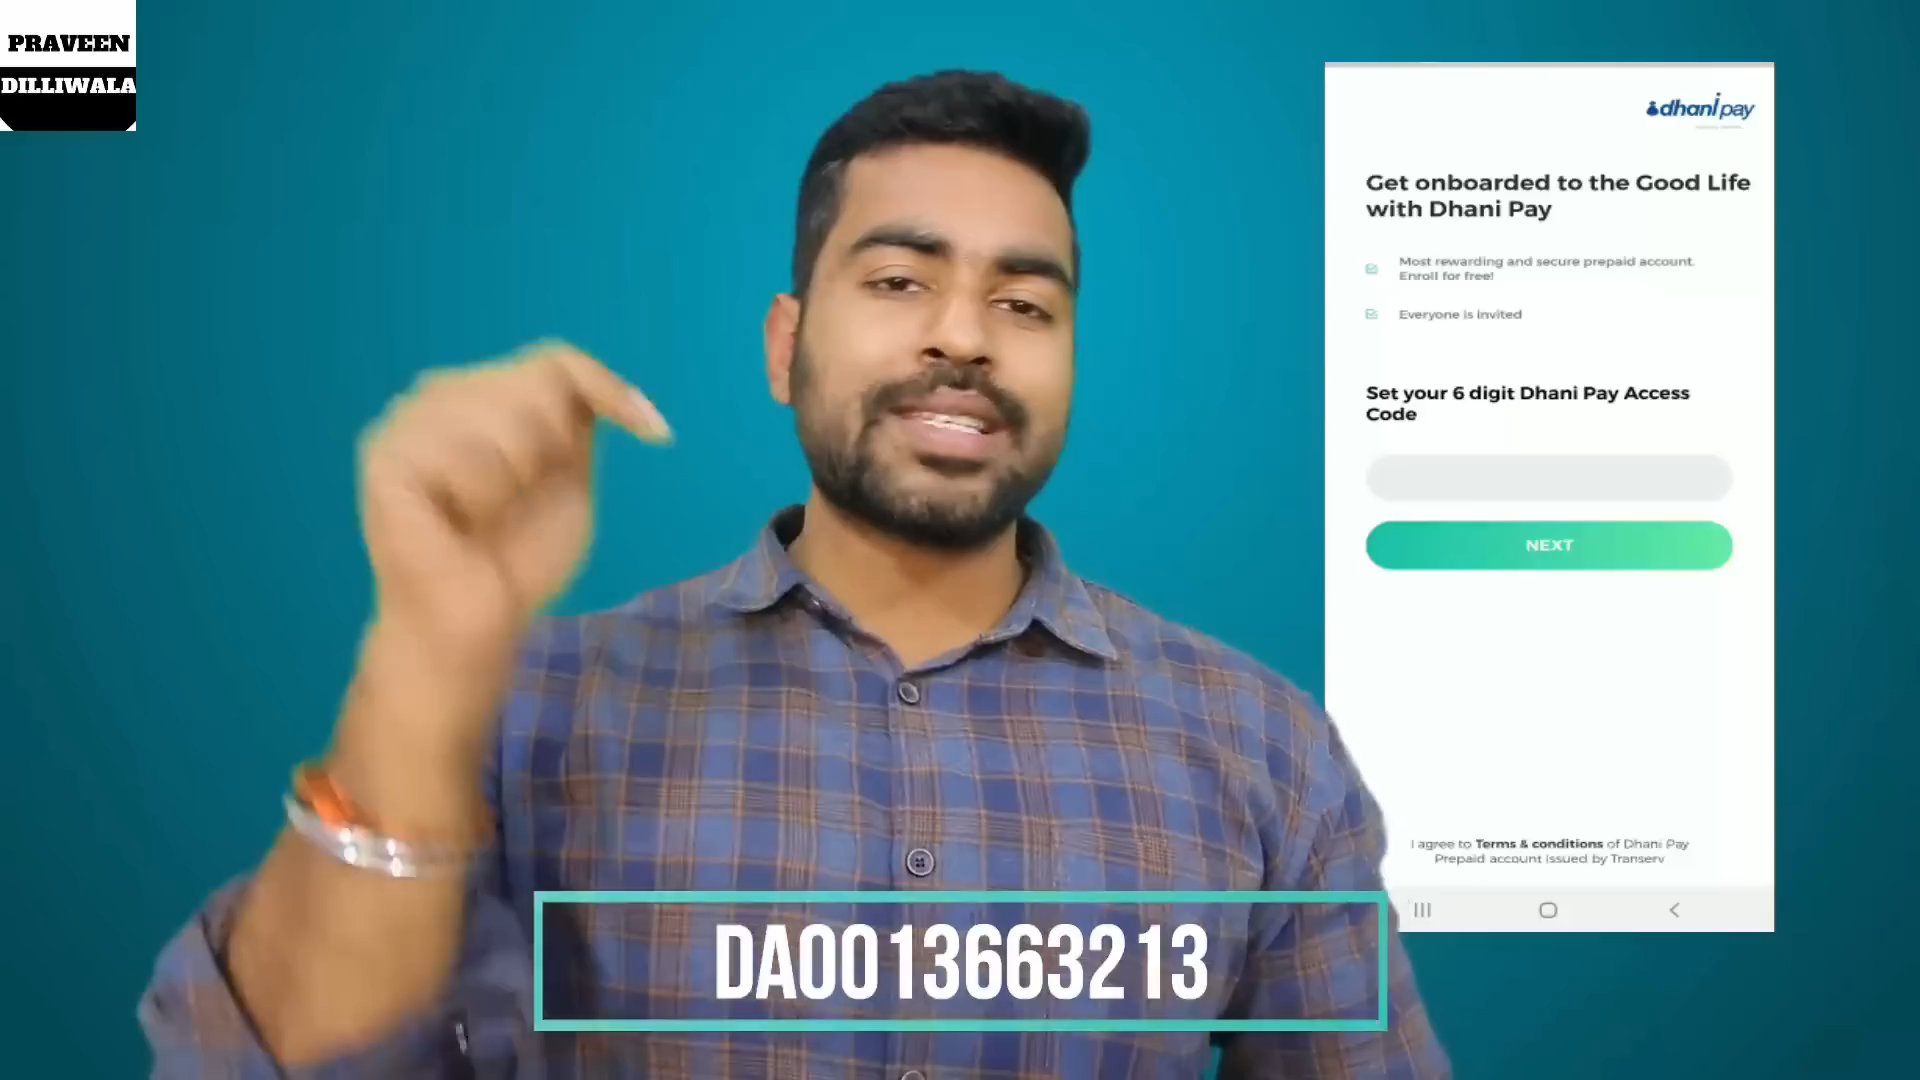 PRAVEEN
DILLIWALA
dhani pay
Get onboarded to the Good Life
with Dhani Pay
Most rewarding and secure prepaid account.
Enroll for free!
Everyone is invited
Set your 6 digit Dhani Pay Access
Code
NEXT
I agree to Terms & conditions of Dhani Pay
Prepaid account issued by Transerv
DA0013663213